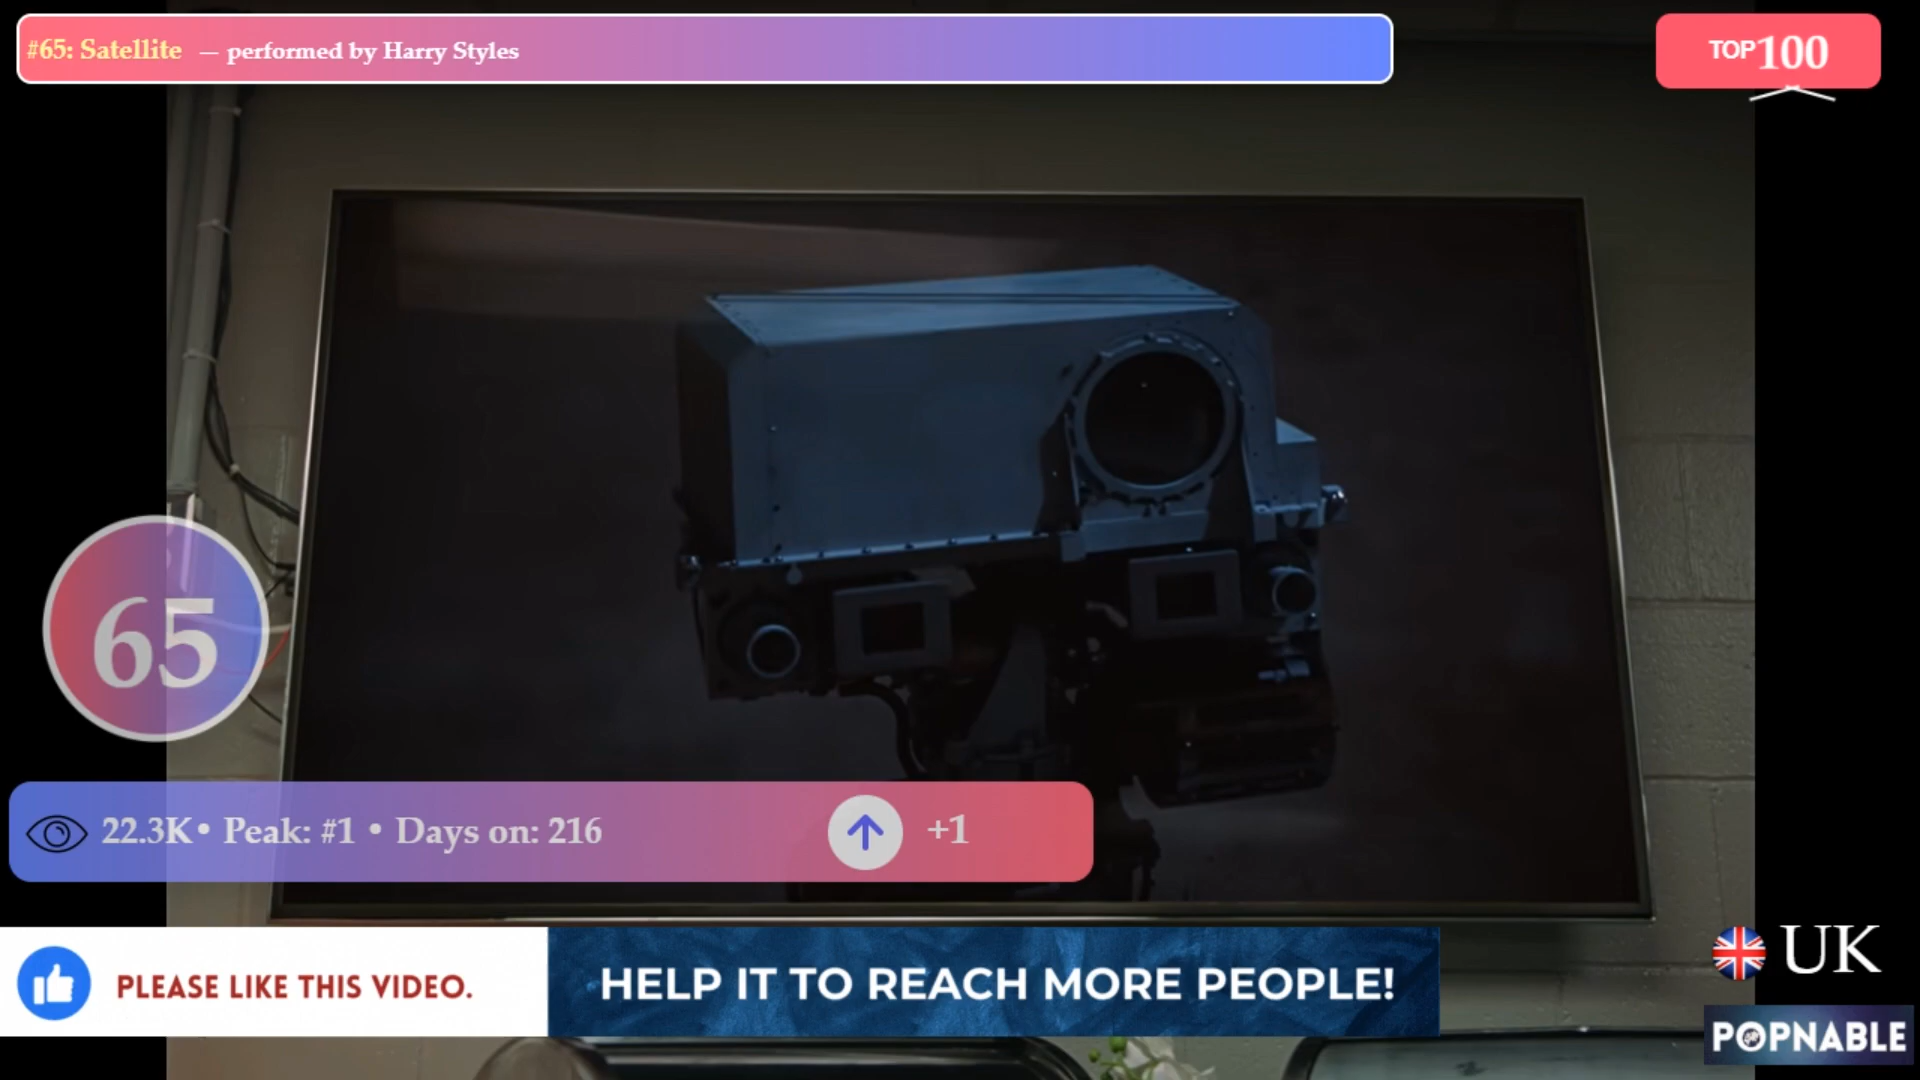 #65: Satellite — performed by Harry Styles
TOP100
65
22.3K• Peak: #1 • Days on: 216
+1
PLEASE LIKE THIS VIDEO.
HELP IT TO REACH MORE PEOPLE!
UK
POPNABLE